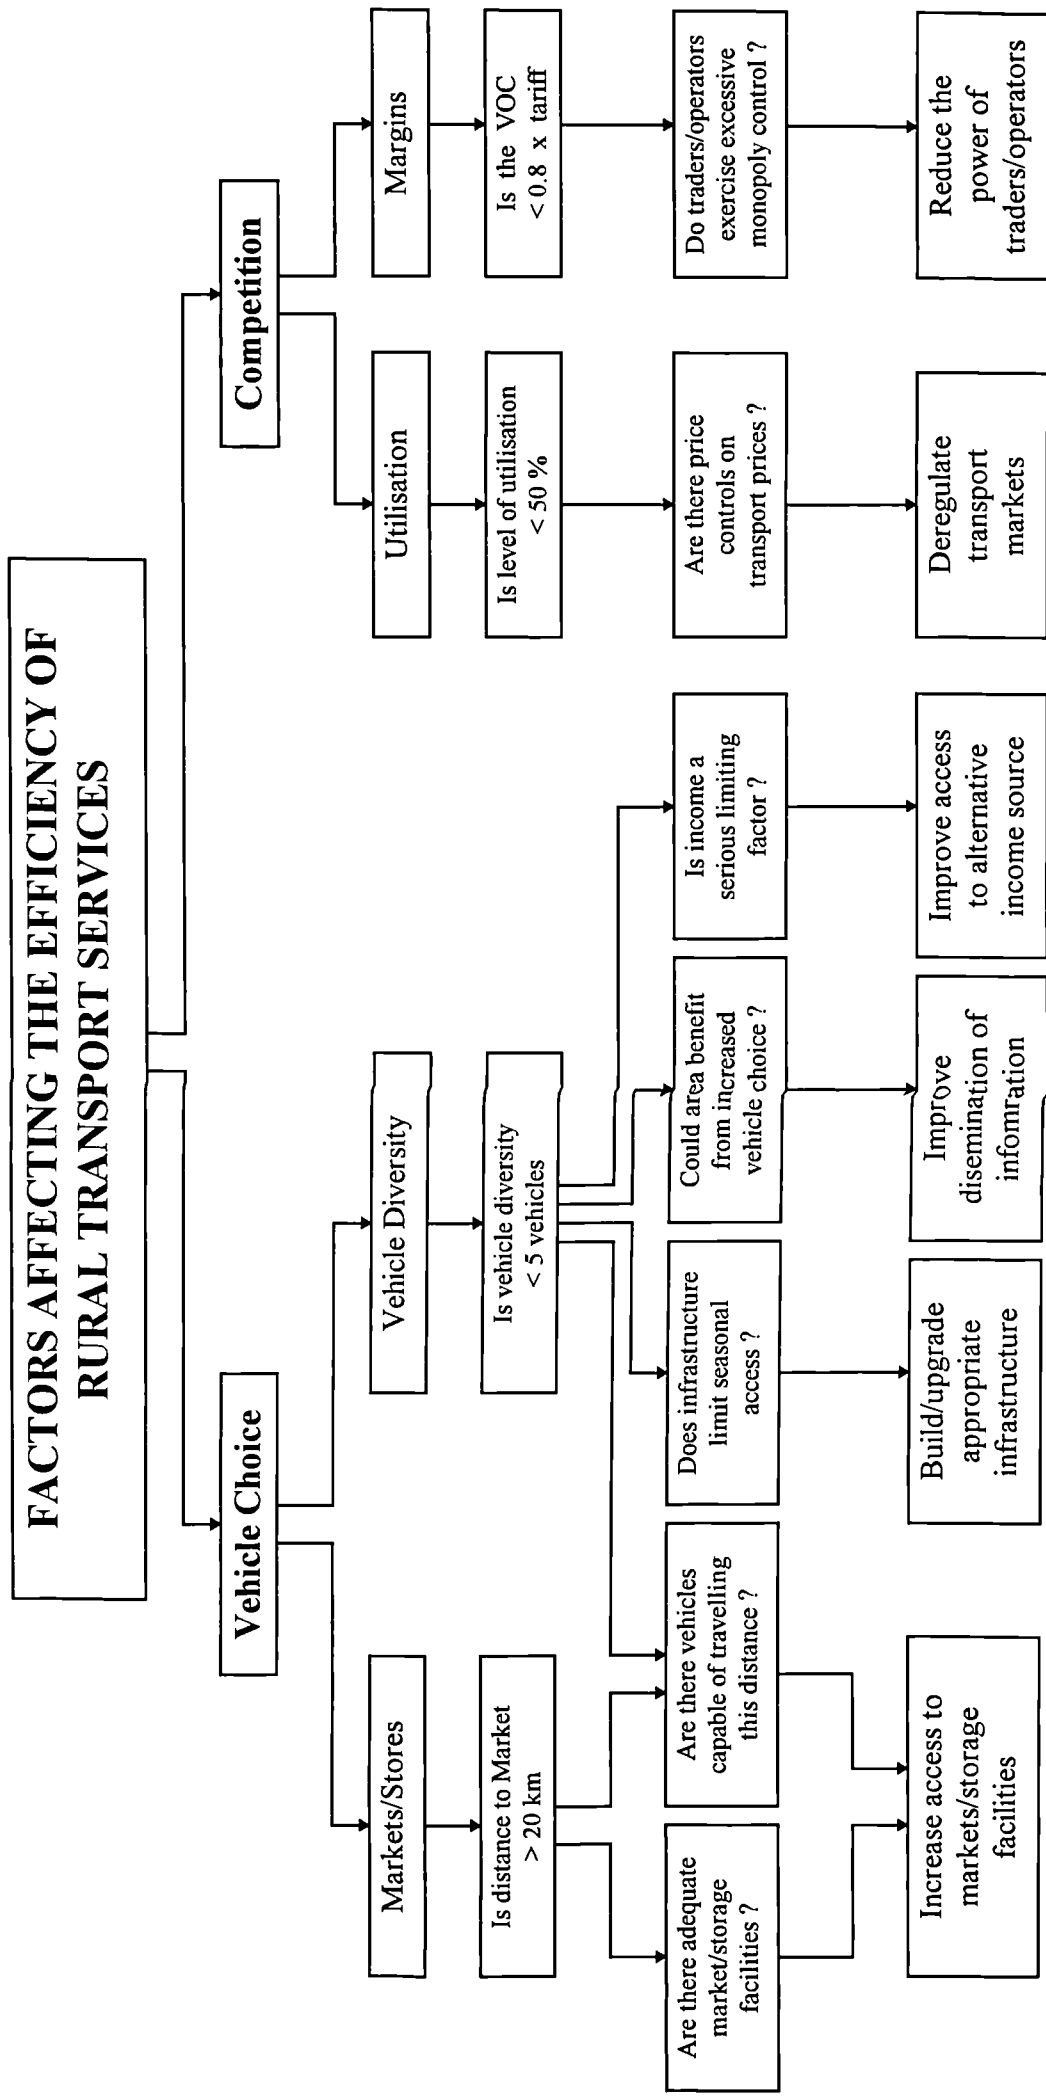 FACTORS AFFECTING THE EFFICIENCY OF
RURAL TRANSPORT SERVICES
Vehicle Choice
Competition
Markets/Stores
Vehicle Diversity
Utilisation
Margins
Is distance to Market
> 20 km
Is vehicle diversity
< 5 vehicles
Is level of utilisation
< 50 %
Is the VOC
< 0.8 x tariff
Are there adequate
market/storage
facilities ?
Are there vehicles
capable of travelling
this distance ?
Does infrastructure
limit seasonal
access ?
Could area benefit
from increased
vehicle choice ?
Is income a
serious limiting
factor ?
Are there price
controls on
transport prices ?
Do traders/operators
exercise excessive
monopoly control ?
Increase access to
markets/storage
facilities
Build/upgrade
appropriate
infrastructure
Improve
disemination of
infomration
Improve access
to alternative
income source
Deregulate
transport
markets
Reduce the
power of
traders/operators